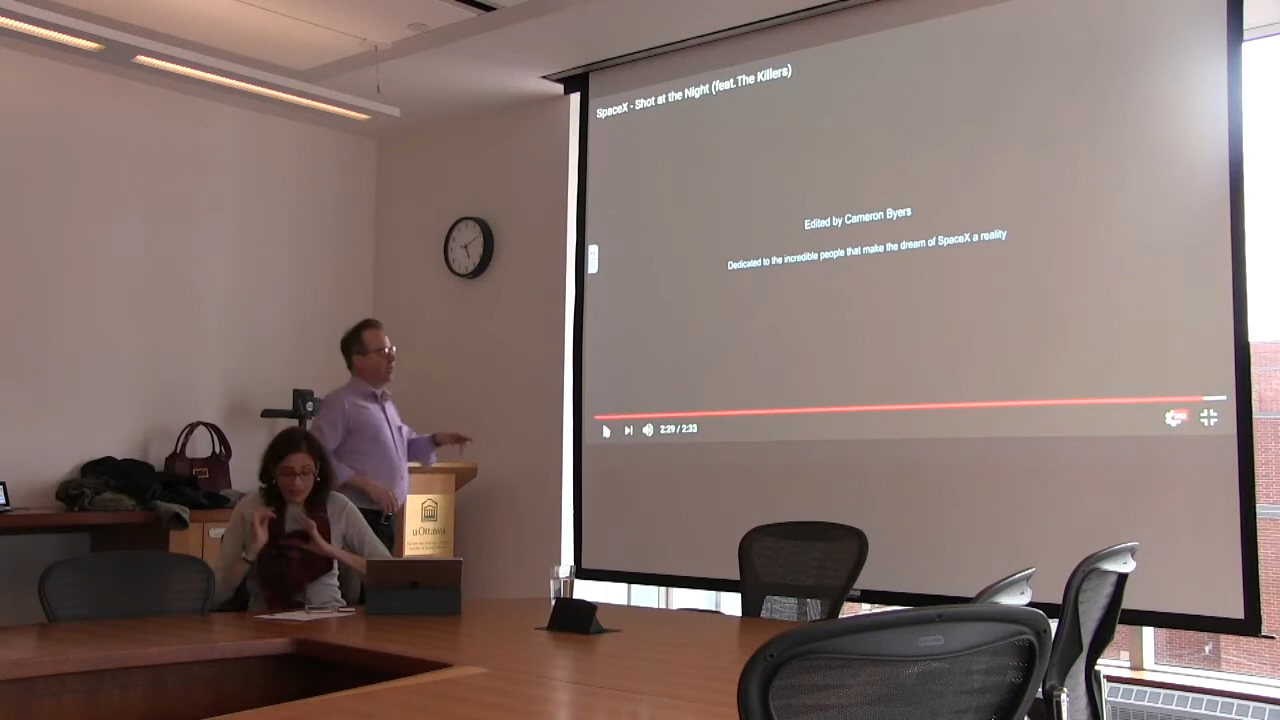 SpaceX - Shot at the Night (feat.The Killers)
Edited by Cameron Byers
Dedicated to the incredible people that make the dream of SpaceX a reality
2:29 / 2:33
uOttawa